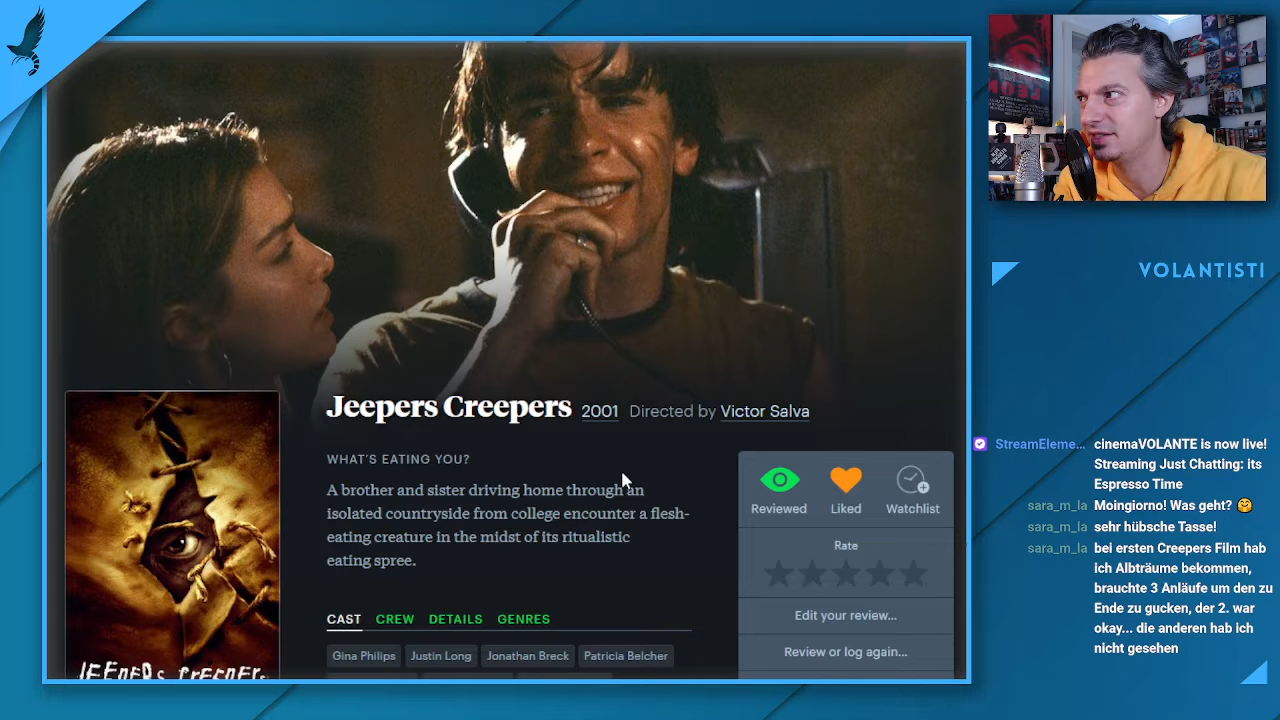 Jeepers Creepers 2001 Directed by Victor Salva
WHAT'S EATING YOU?
A brother and sister driving home through an
isolated countryside from college encounter a flesh-
eating creature in the midst of its ritualistic
eating spree.
CAST CREW DETAILS GENRES
Gina Philips Justin Long Jonathan Breck Patricia Belcher
Reviewed Liked Watchlist
Rate
Edit your review...
Review or log again...
JEEPERS CREEPERS
VOLANTISTI
StreamEleme... cinemaVOLANTE is now live!
Streaming Just Chatting: its
Espresso Time
sara_m_la Moingiorno! Was geht? 🤗
sara_m_la sehr hübsche Tasse!
sara_m_la bei ersten Creepers Film hab
ich Albträume bekommen,
brauchte 3 Anläufe um den zu
Ende zu gucken, der 2. war
okay... die anderen hab ich
nicht gesehen